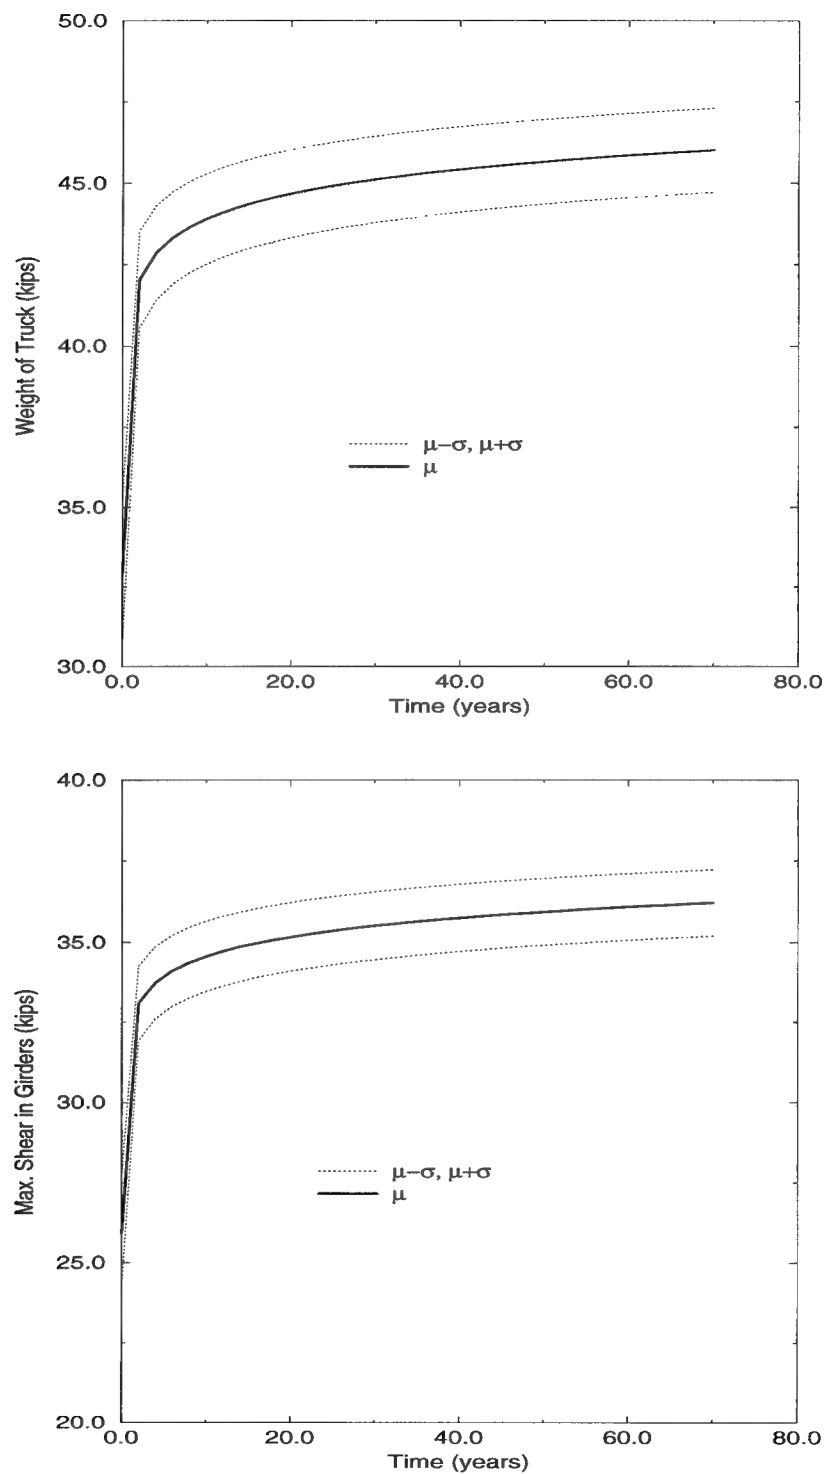 50.0
45.0
40.0
35.0
30.0
Weight of Truck (kips)
μ−σ, μ+σ
μ
0.0 20.0 40.0 60.0 80.0
Time (years)
40.0
35.0
30.0
25.0
20.0
Max. Shear in Girders (kips)
μ−σ, μ+σ
μ
0.0 20.0 40.0 60.0 80.0
Time (years)